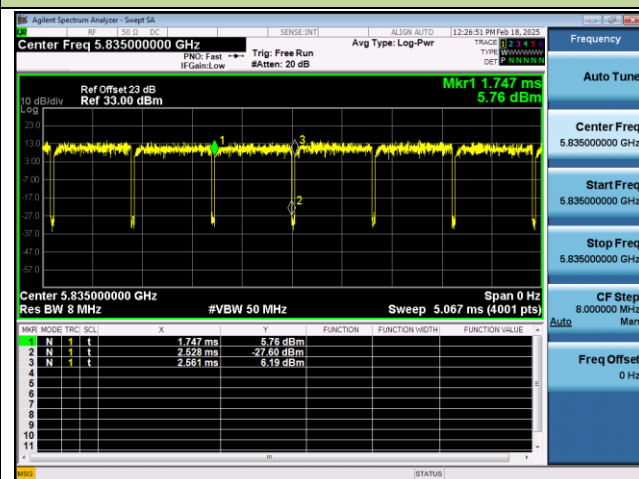 Agilent Spectrum Analyzer - Swept SA
RF 50 Ω DC SENSE:INT ALIGN AUTO 12:26:51 PM Feb 18, 2025
Center Freq 5.835000000 GHz
PNO: Fast
IFGain:Low
Trig: Free Run
#Atten: 20 dB
Avg Type: Log-Pwr
TRACE 1 2 3 4 5 6
TYPE WWWWWW
DET P N N N N N
Ref Offset 23 dB
Ref 33.00 dBm
10 dB/div
Log
Mkr1 1.747 ms
5.76 dBm
23.0
13.0
3.00
-7.00
-17.0
-27.0
-37.0
-47.0
-57.0
1
3
2
Center 5.835000000 GHz Span 0 Hz
Res BW 8 MHz #VBW 50 MHz Sweep 5.067 ms (4001 pts)
MKR MODE TRC SCL X Y FUNCTION FUNCTION WIDTH FUNCTION VALUE
1 N 1 t 1.747 ms 5.76 dBm
2 N 1 t 2.528 ms -27.60 dBm
3 N 1 t 2.561 ms 6.19 dBm
4
5
6
7
8
9
10
11
MSG STATUS
Frequency
Auto Tune
Center Freq
5.835000000 GHz
Start Freq
5.835000000 GHz
Stop Freq
5.835000000 GHz
CF Step
8.000000 MHz
Auto Man
Freq Offset
0 Hz